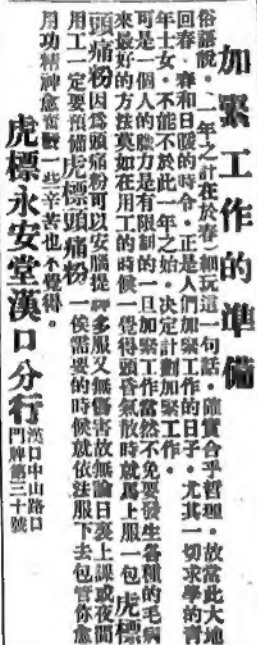 加緊工作的準備
俗語說·(一年之計在於春)細玩這一句話·確實合乎哲理·故當此大地
回春·春和日暖的時令·正是人們加緊工作的日子·尤其一切求學的青
年士女·不能不於此一年之始·決定計劃加緊工作·
可是一個人的體力是有限制的一旦加緊工作當然不免要發生各種的毛病
來最好的方法莫如在用工的時候一覺得頭昏氣散時就馬上服一包虎標
頭痛粉因為頭痛粉可以安腦提神多服又無傷害故無論日裏上課或夜間
用工一定要預備虎標頭痛粉一俟需要的時候就依法服下去包管你愈
用功精神愈奮一些辛苦也不覺得。
虎標永安堂漢口分行
漢口中山路口
門牌第三十號